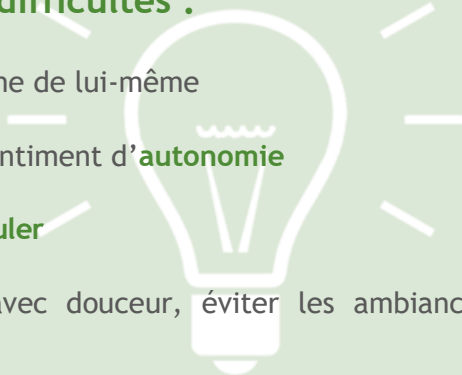 difficultés :
ne de lui-même
ntiment d’autonomie
uler
avec douceur, éviter les ambianc